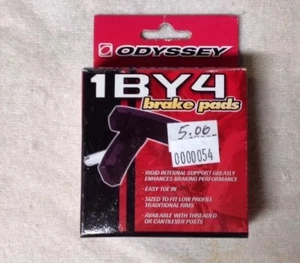 ODYSSEY
1BY4
brake pads
5.00
0000054
• RIGID INTERNAL SUPPORT GREATLY
ENHANCES BRAKING PERFORMANCE
• EASY TOE IN
• SIZED TO FIT LOW PROFILE
TRADITIONAL RIMS
• AVAILABLE WITH THREADED
OR CANTILEVER POSTS